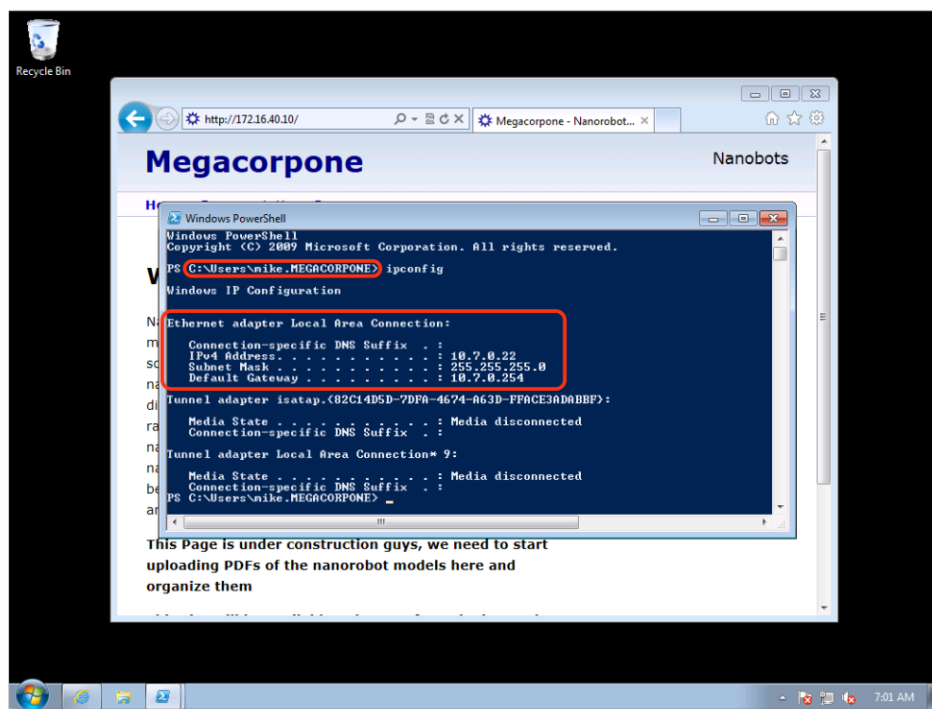 Recycle Bin
http://172.16.40.10/
Megacorpone - Nanorobot...
Megacorpone
Nanobots
Windows PowerShell
Windows PowerShell
Copyright (C) 2009 Microsoft Corporation. All rights reserved.
PS C:\Users\mike.MEGACORPONE> ipconfig
Windows IP Configuration
Ethernet adapter Local Area Connection:
Connection-specific DNS Suffix . :
IPv4 Address. . . . . . . . . . . : 10.7.0.22
Subnet Mask . . . . . . . . . . . : 255.255.255.0
Default Gateway . . . . . . . . . : 10.7.0.254
Tunnel adapter isatap.{82C14D5D-7DFA-4674-A63D-FFACE3ADABBF}:
Media State . . . . . . . . . . . : Media disconnected
Connection-specific DNS Suffix . :
Tunnel adapter Local Area Connection* 9:
Media State . . . . . . . . . . . : Media disconnected
Connection-specific DNS Suffix . :
PS C:\Users\mike.MEGACORPONE> _
This Page is under construction guys, we need to start
uploading PDFs of the nanorobot models here and
organize them
7:01 AM